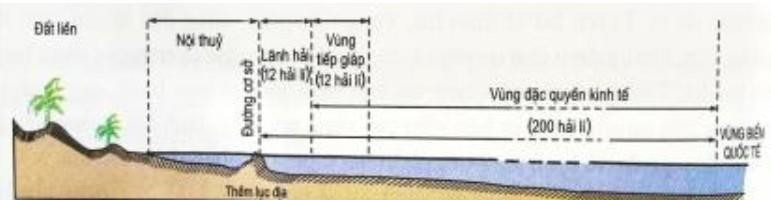 Đất liền
Nội thuỷ
Đường cơ sở
Lãnh hải
(12 hải lí)
Vùng
tiếp giáp
(12 hải lí)
Vùng đặc quyền kinh tế
(200 hải lí)
VÙNG BIỂN
QUỐC TẾ
Thềm lục địa